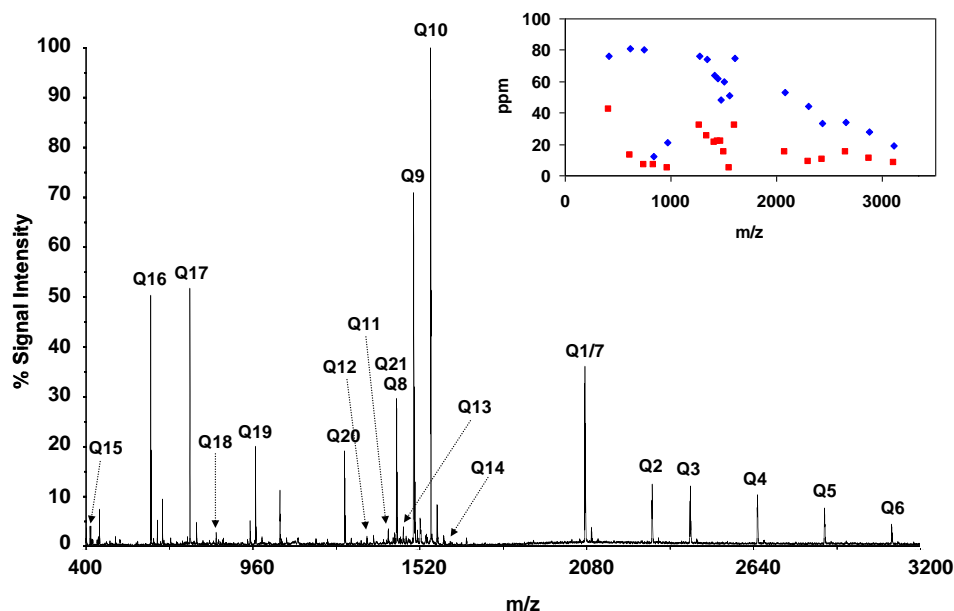 Q10
100
90
80
70
60
50
40
30
20
10
0
% Signal Intensity
Q9
Q16
Q17
Q11
Q12
Q21
Q8
Q1/7
Q13
Q15
Q18
Q19
Q20
Q14
Q2
Q3
Q4
Q5
Q6
400 960 1520 2080 2640 3200
m/z
100
80
60
40
20
0
ppm
0 1000 2000 3000
m/z